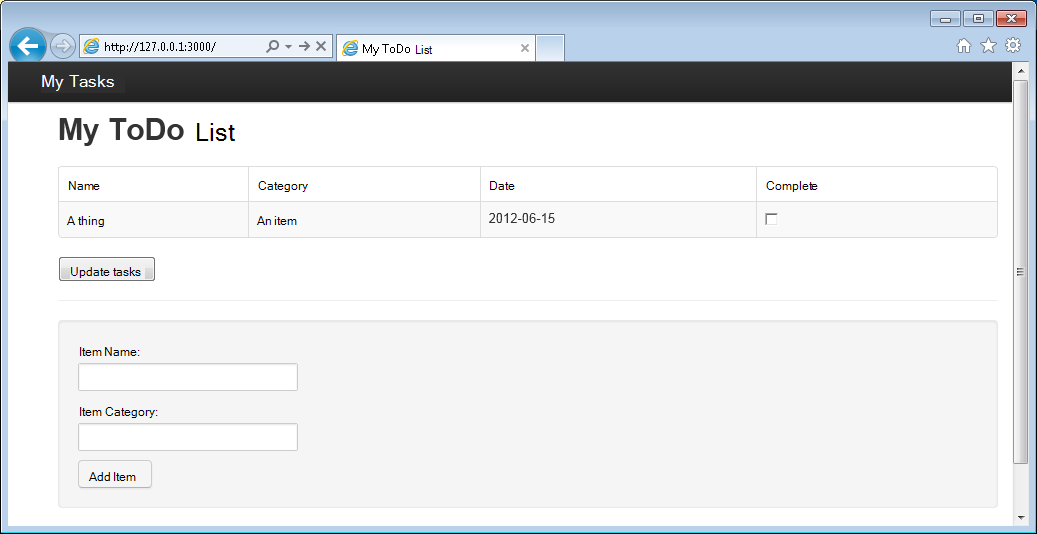 http://127.0.0.1:3000/
My ToDo List
My Tasks
My ToDo List
Name Category Date Complete
A thing An item 2012-06-15
Update tasks
Item Name:
Item Category:
Add Item